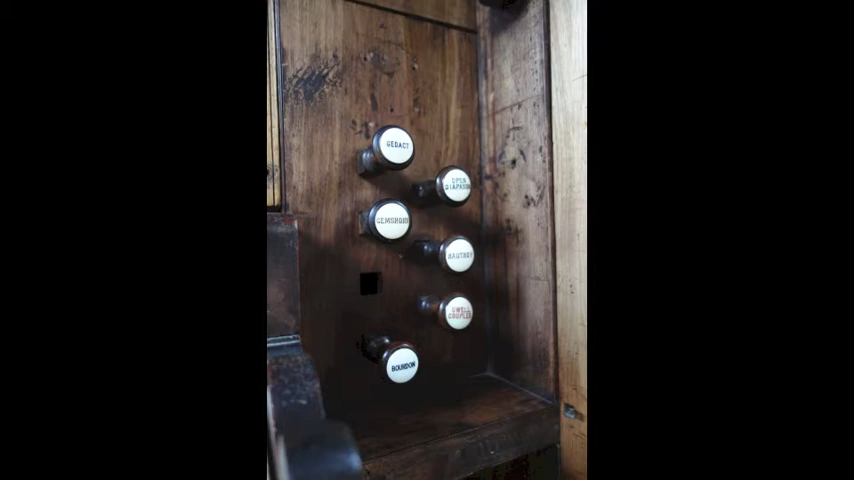 GEDACT
OPEN
DIAPASON
GEMSHORN
HAUTBOY
SWELL
COUPLER
BOURDON